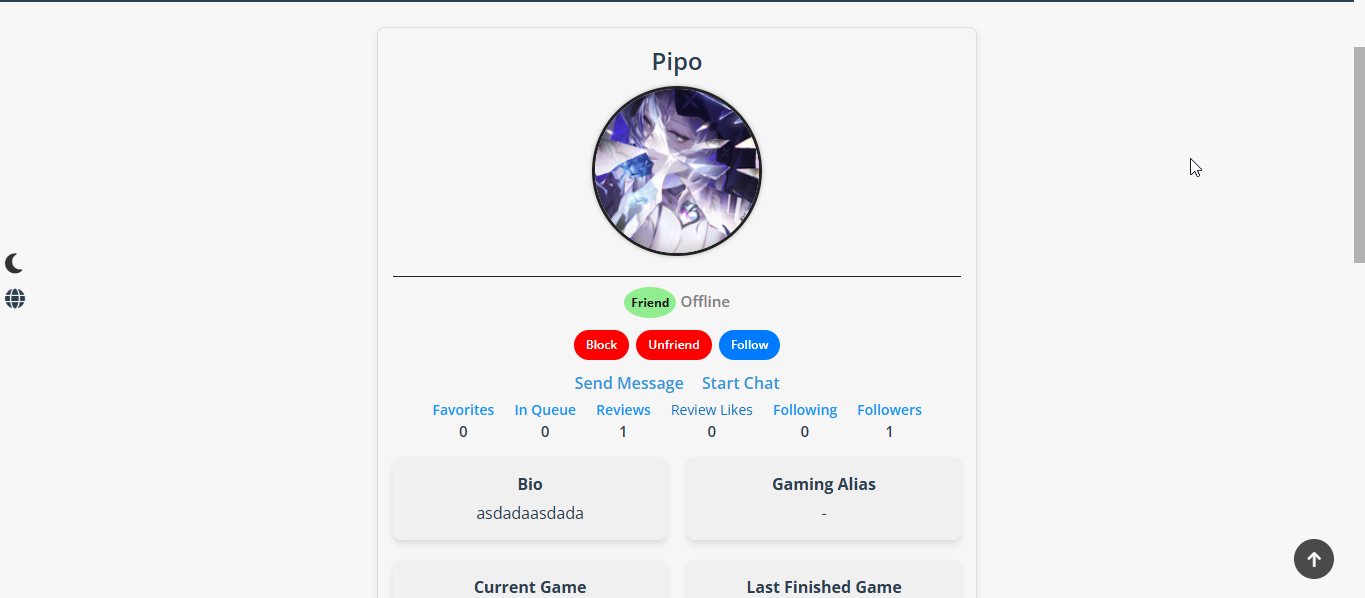 Pipo
Friend Offline
Block Unfriend Follow
Send Message Start Chat
Favorites In Queue Reviews Review Likes Following Followers
0 0 1 0 0 1
Bio Gaming Alias
asdadaasdada -
Current Game Last Finished Game